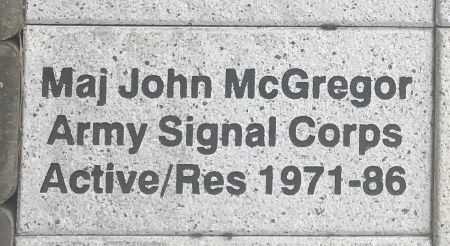 Maj John McGregor
Army Signal Corps
Active/Res 1971-86